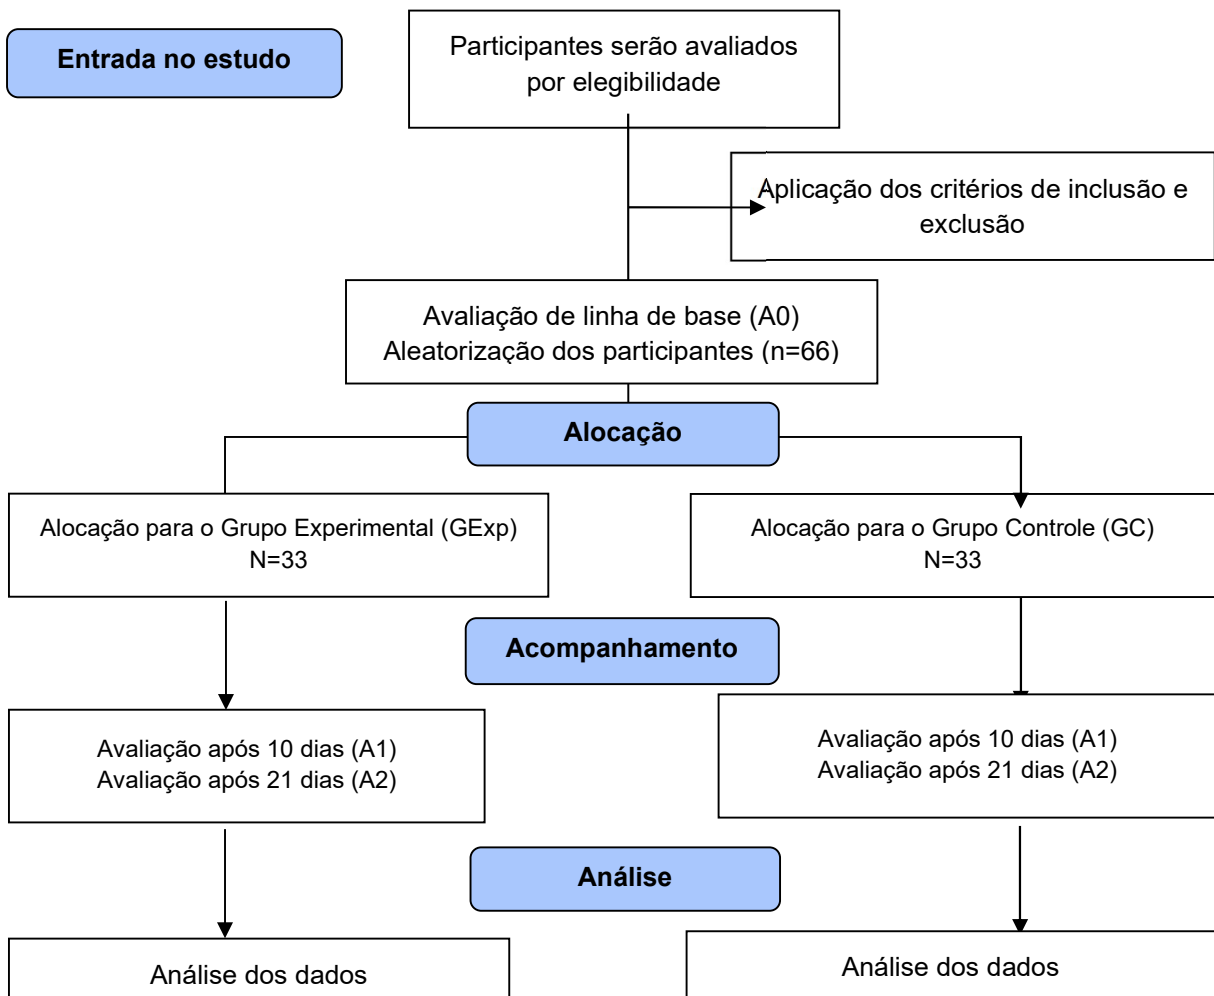 Entrada no estudo
Participantes serão avaliados
por elegibilidade
Aplicação dos critérios de inclusão e
exclusão
Avaliação de linha de base (A0)
Aleatorização dos participantes (n=66)
Alocação
Alocação para o Grupo Experimental (GExp)
N=33
Alocação para o Grupo Controle (GC)
N=33
Acompanhamento
Avaliação após 10 dias (A1)
Avaliação após 21 dias (A2)
Avaliação após 10 dias (A1)
Avaliação após 21 dias (A2)
Análise
Análise dos dados
Análise dos dados